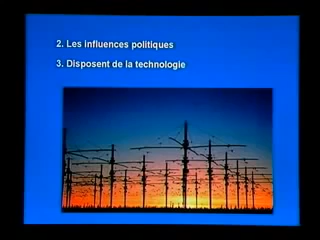 2. Les influences politiques
3. Disposent de la technologie